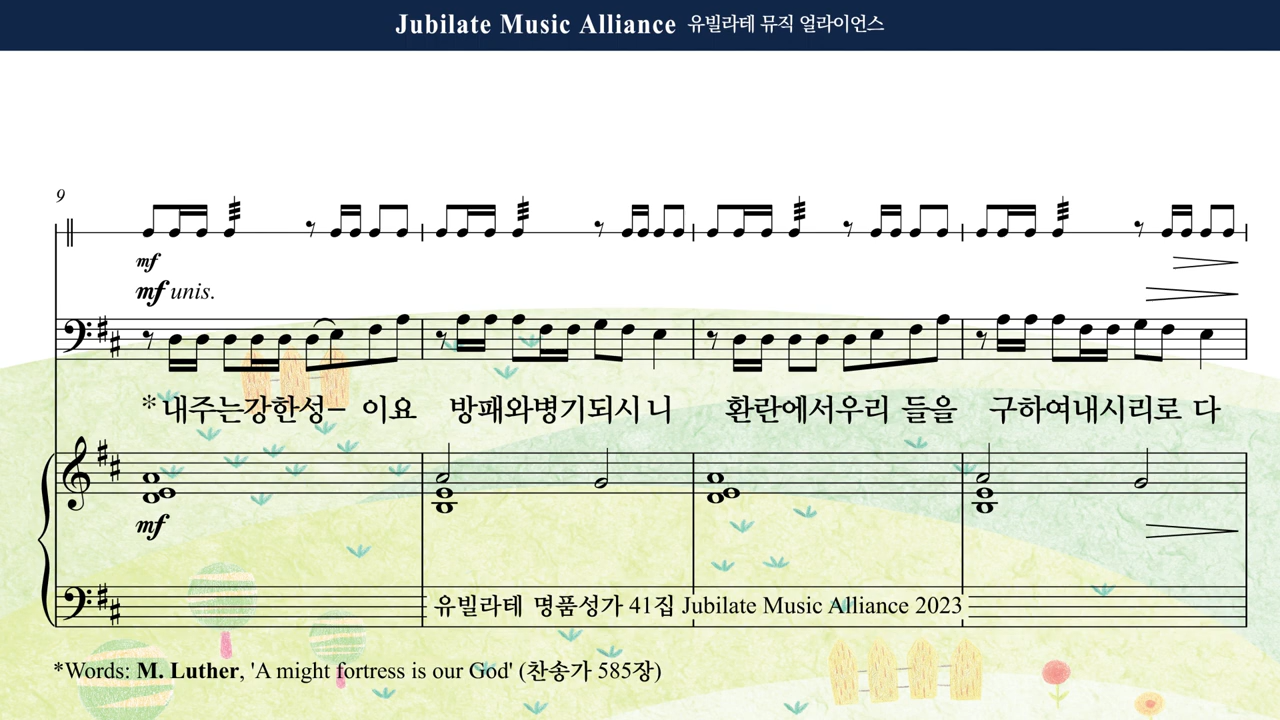 Jubilate Music Alliance 유빌라테 뮤직 얼라이언스
9
mf
mf unis.
*내주는강한성– 이요 방패와병기되시니 환란에서우리 들을 구하여내시리로 다
mf
유빌라테 명품성가 41집 Jubilate Music Alliance 2023
*Words: M. Luther, 'A might fortress is our God' (찬송가 585장)